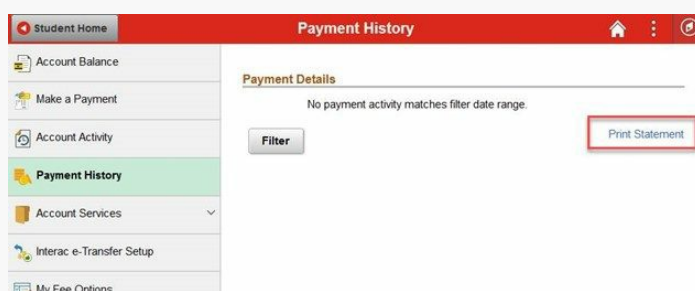 Student Home
Payment History
Account Balance
Payment Details
Make a Payment
No payment activity matches filter date range.
Account Activity
Filter
Print Statement
Payment History
Account Services
Interac e-Transfer Setup
My Fee Options